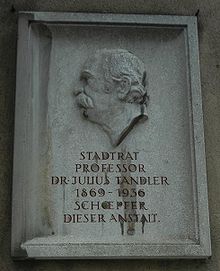 STADTRAT
PROFESSOR
DR·JULIUS TANDLER
1869-1936
SCHOEPFER
DIESER ANSTALT.